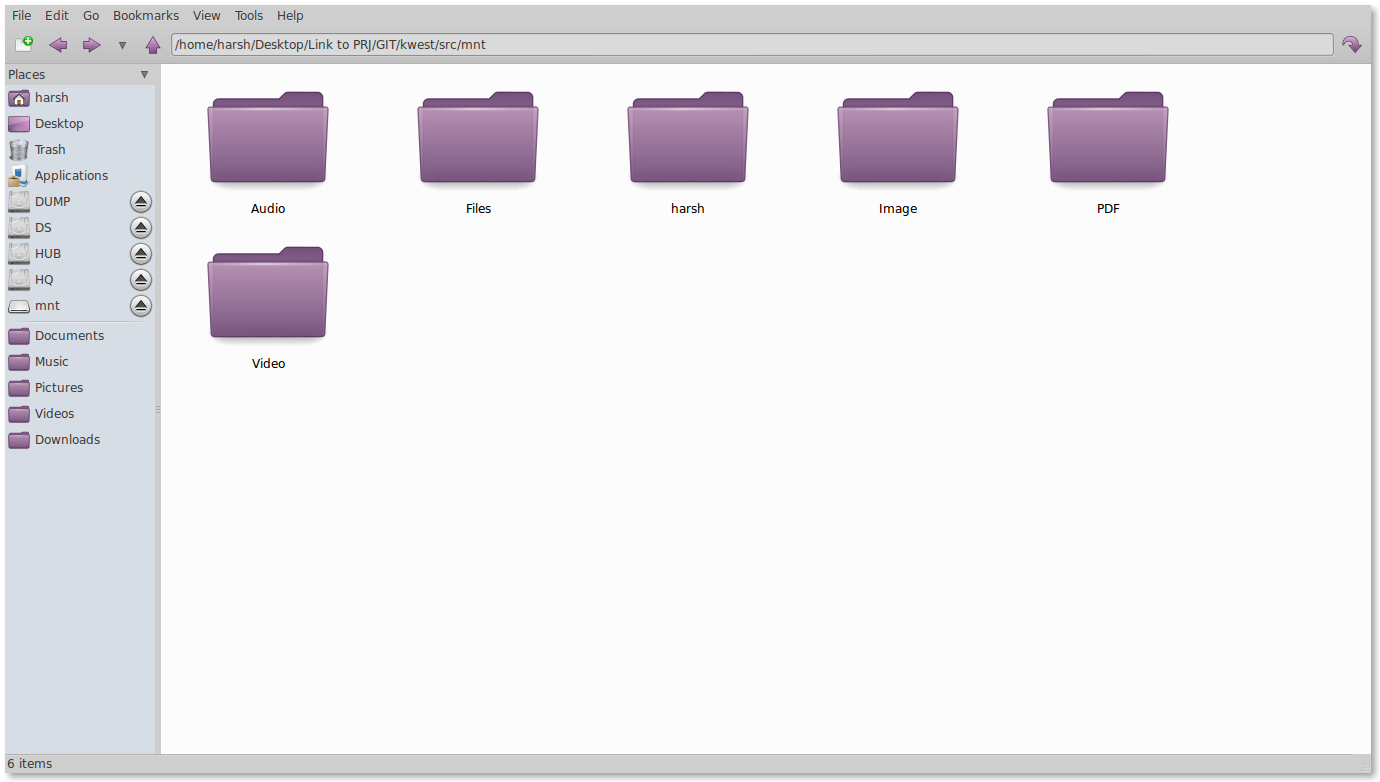 File Edit Go Bookmarks View Tools Help
/home/harsh/Desktop/Link to PRJ/GIT/kwest/src/mnt
Places
harsh
Desktop
Trash
Applications
DUMP
DS
HUB
HQ
mnt
Documents
Music
Pictures
Videos
Downloads
Audio Files harsh Image PDF
Video
6 items